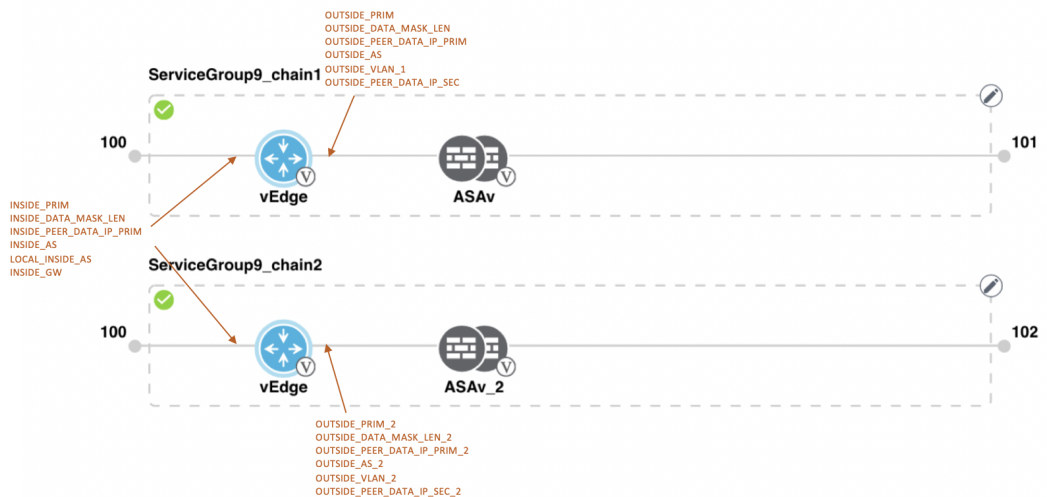 OUTSIDE_PRIM
OUTSIDE_DATA_MASK_LEN
OUTSIDE_PEER_DATA_IP_PRIM
OUTSIDE_AS
OUTSIDE_VLAN_1
OUTSIDE_PEER_DATA_IP_SEC
ServiceGroup9_chain1
100
101
V
V
vEdge
ASAv
INSIDE_PRIM
INSIDE_DATA_MASK_LEN
INSIDE_PEER_DATA_IP_PRIM
INSIDE_AS
LOCAL_INSIDE_AS
INSIDE_GW
ServiceGroup9_chain2
100
102
V
V
vEdge
ASAv_2
OUTSIDE_PRIM_2
OUTSIDE_DATA_MASK_LEN_2
OUTSIDE_PEER_DATA_IP_PRIM_2
OUTSIDE_AS_2
OUTSIDE_VLAN_2
OUTSIDE_PEER_DATA_IP_SEC_2